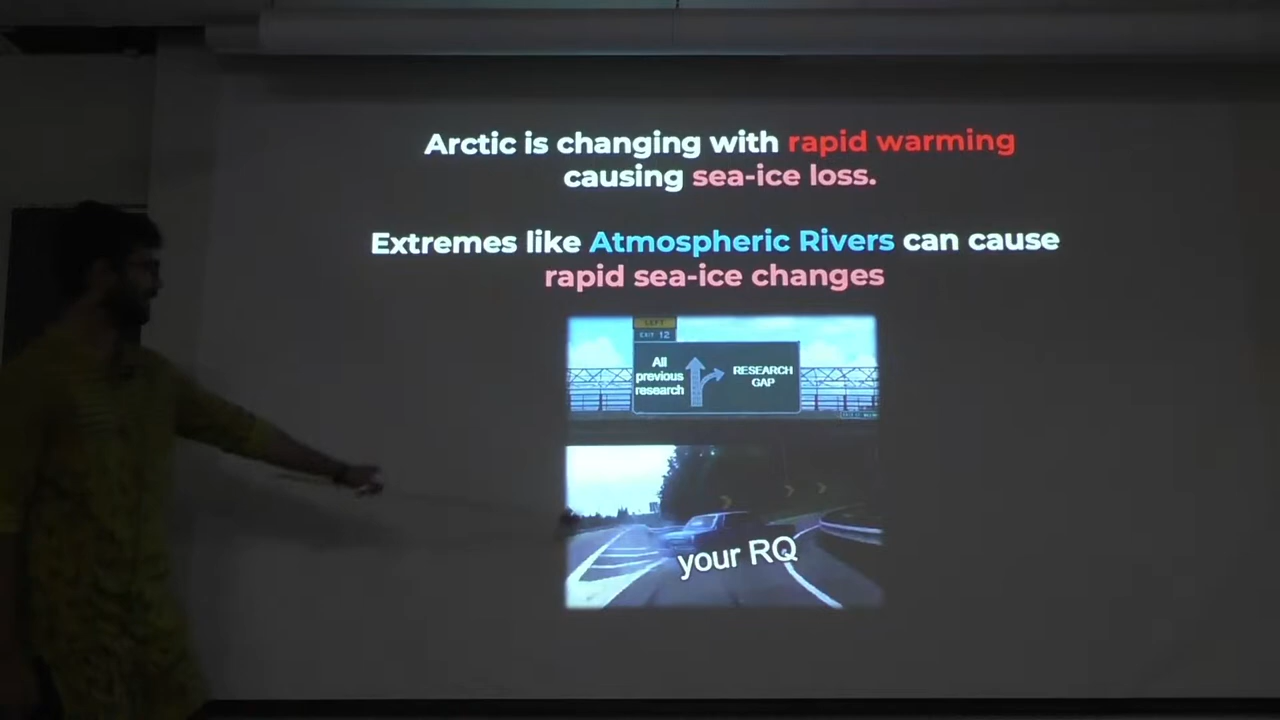 Arctic is changing with rapid warming
causing sea-ice loss.
Extremes like Atmospheric Rivers can cause
rapid sea-ice changes
LEFT
EXIT 12
All
previous
research
RESEARCH
GAP
your RQ